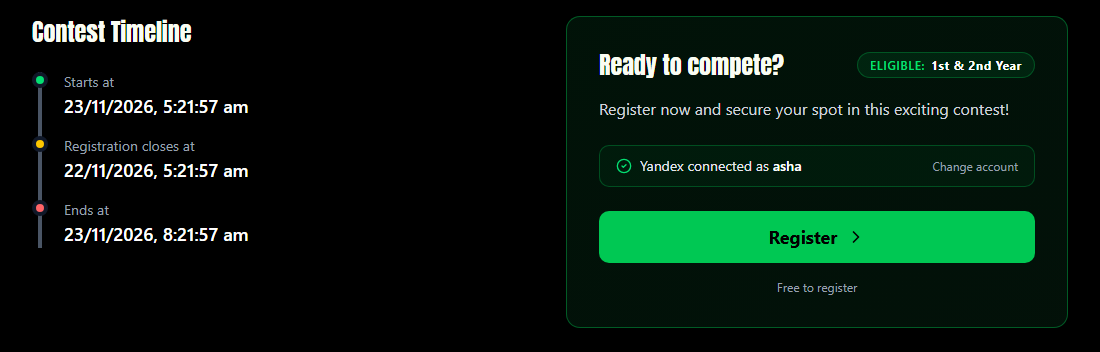 Contest Timeline
Starts at
23/11/2026, 5:21:57 am
Registration closes at
22/11/2026, 5:21:57 am
Ends at
23/11/2026, 8:21:57 am
Ready to compete?
ELIGIBLE: 1st & 2nd Year
Register now and secure your spot in this exciting contest!
Yandex connected as asha
Change account
Register
Free to register